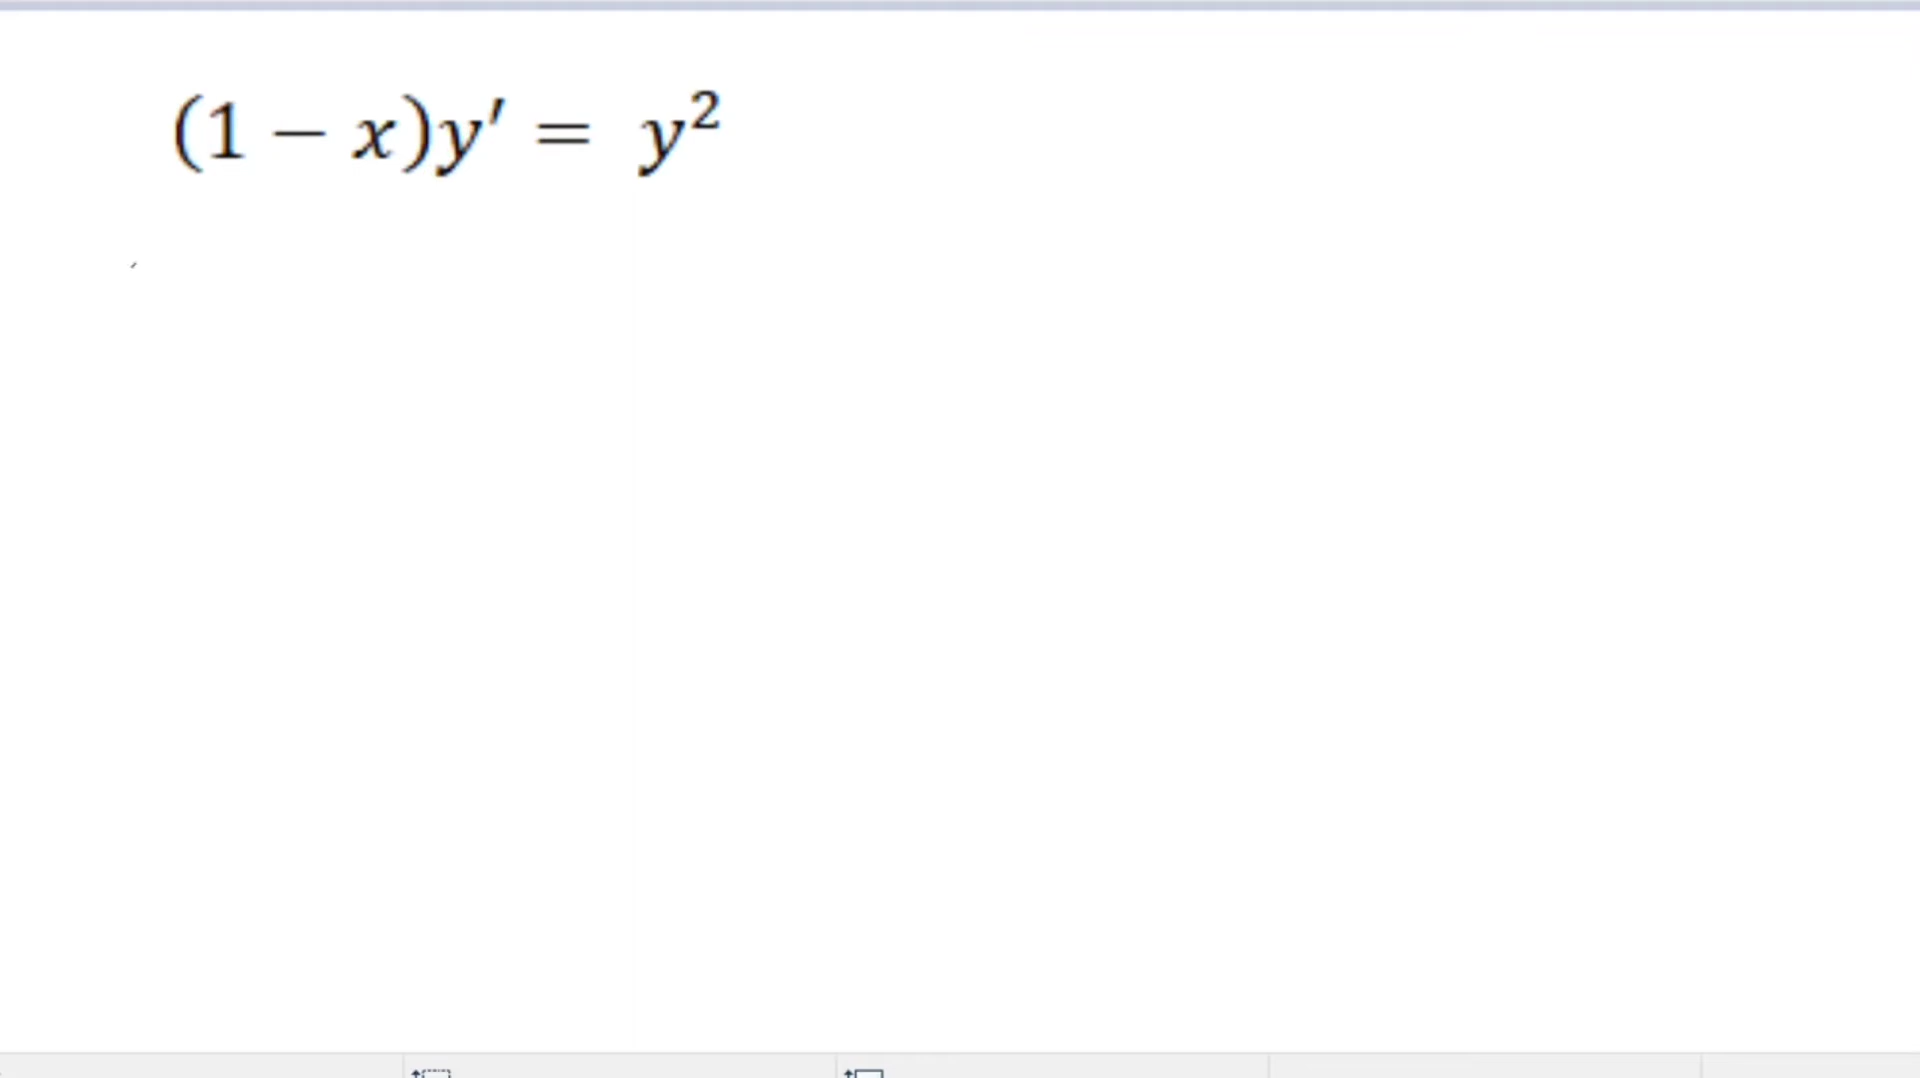 (1 − x)y′ = y²